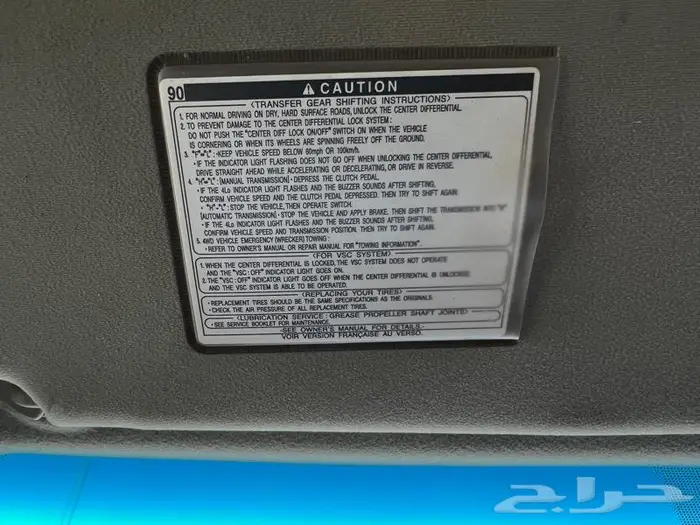 90
⚠ CAUTION
<TRANSFER GEAR SHIFTING INSTRUCTIONS>
1. FOR NORMAL DRIVING ON DRY, HARD SURFACE ROADS, UNLOCK THE CENTER DIFFERENTIAL.
2. TO PREVENT DAMAGE TO THE CENTER DIFFERENTIAL LOCK SYSTEM:
DO NOT PUSH THE "CENTER DIFF LOCK ON/OFF" SWITCH ON WHEN THE VEHICLE
IS CORNERING OR WHEN ITS WHEELS ARE SPINNING FREELY OFF THE GROUND.
3. KEEP VEHICLE SPEED BELOW 60mph OR 100km/h.
• IF THE INDICATOR LIGHT FLASHING DOES NOT GO OFF WHEN UNLOCKING THE CENTER DIFFERENTIAL,
DRIVE STRAIGHT AHEAD WHILE ACCELERATING OR DECELERATING, OR DRIVE IN REVERSE.
4. "H"↔"L": [MANUAL TRANSMISSION]• DEPRESS THE CLUTCH PEDAL.
• IF THE 4Lo INDICATOR LIGHT FLASHES AND THE BUZZER SOUNDS AFTER SHIFTING,
CONFIRM VEHICLE SPEED AND THE CLUTCH PEDAL DEPRESSED. THEN TRY TO SHIFT AGAIN.
• "H"↔"L": STOP THE VEHICLE, THEN OPERATE SWITCH.
[AUTOMATIC TRANSMISSION]• STOP THE VEHICLE AND APPLY BRAKE. THEN SHIFT THE TRANSMISSION INTO "N"
• IF THE 4Lo INDICATOR LIGHT FLASHES AND THE BUZZER SOUNDS AFTER SHIFTING,
CONFIRM VEHICLE SPEED AND TRANSMISSION POSITION. THEN TRY TO SHIFT AGAIN.
5. 4WD VEHICLE EMERGENCY (WRECKER) TOWING:
• REFER TO OWNER'S MANUAL OR REPAIR MANUAL FOR "TOWING INFORMATION".
<FOR VSC SYSTEM>
1. WHEN THE CENTER DIFFERENTIAL IS LOCKED, THE VSC SYSTEM DOES NOT OPERATE
AND THE "VSC OFF" INDICATOR LIGHT GOES ON.
2. THE "VSC OFF" INDICATOR LIGHT GOES OFF WHEN THE CENTER DIFFERENTIAL IS UNLOCKED
AND THE VSC SYSTEM IS ABLE TO BE OPERATED.
<REPLACING YOUR TIRES>
• REPLACEMENT TIRES SHOULD BE THE SAME SPECIFICATIONS AS THE ORIGINALS.
• CHECK THE AIR PRESSURE OF ALL REPLACEMENT TIRES.
<LUBRICATION SERVICE: GREASE PROPELLER SHAFT JOINTS>
• SEE SERVICE BOOKLET FOR MAINTENANCE.
-SEE OWNER'S MANUAL FOR DETAILS-
VOIR VERSION FRANÇAISE AU VERSO.
حراج